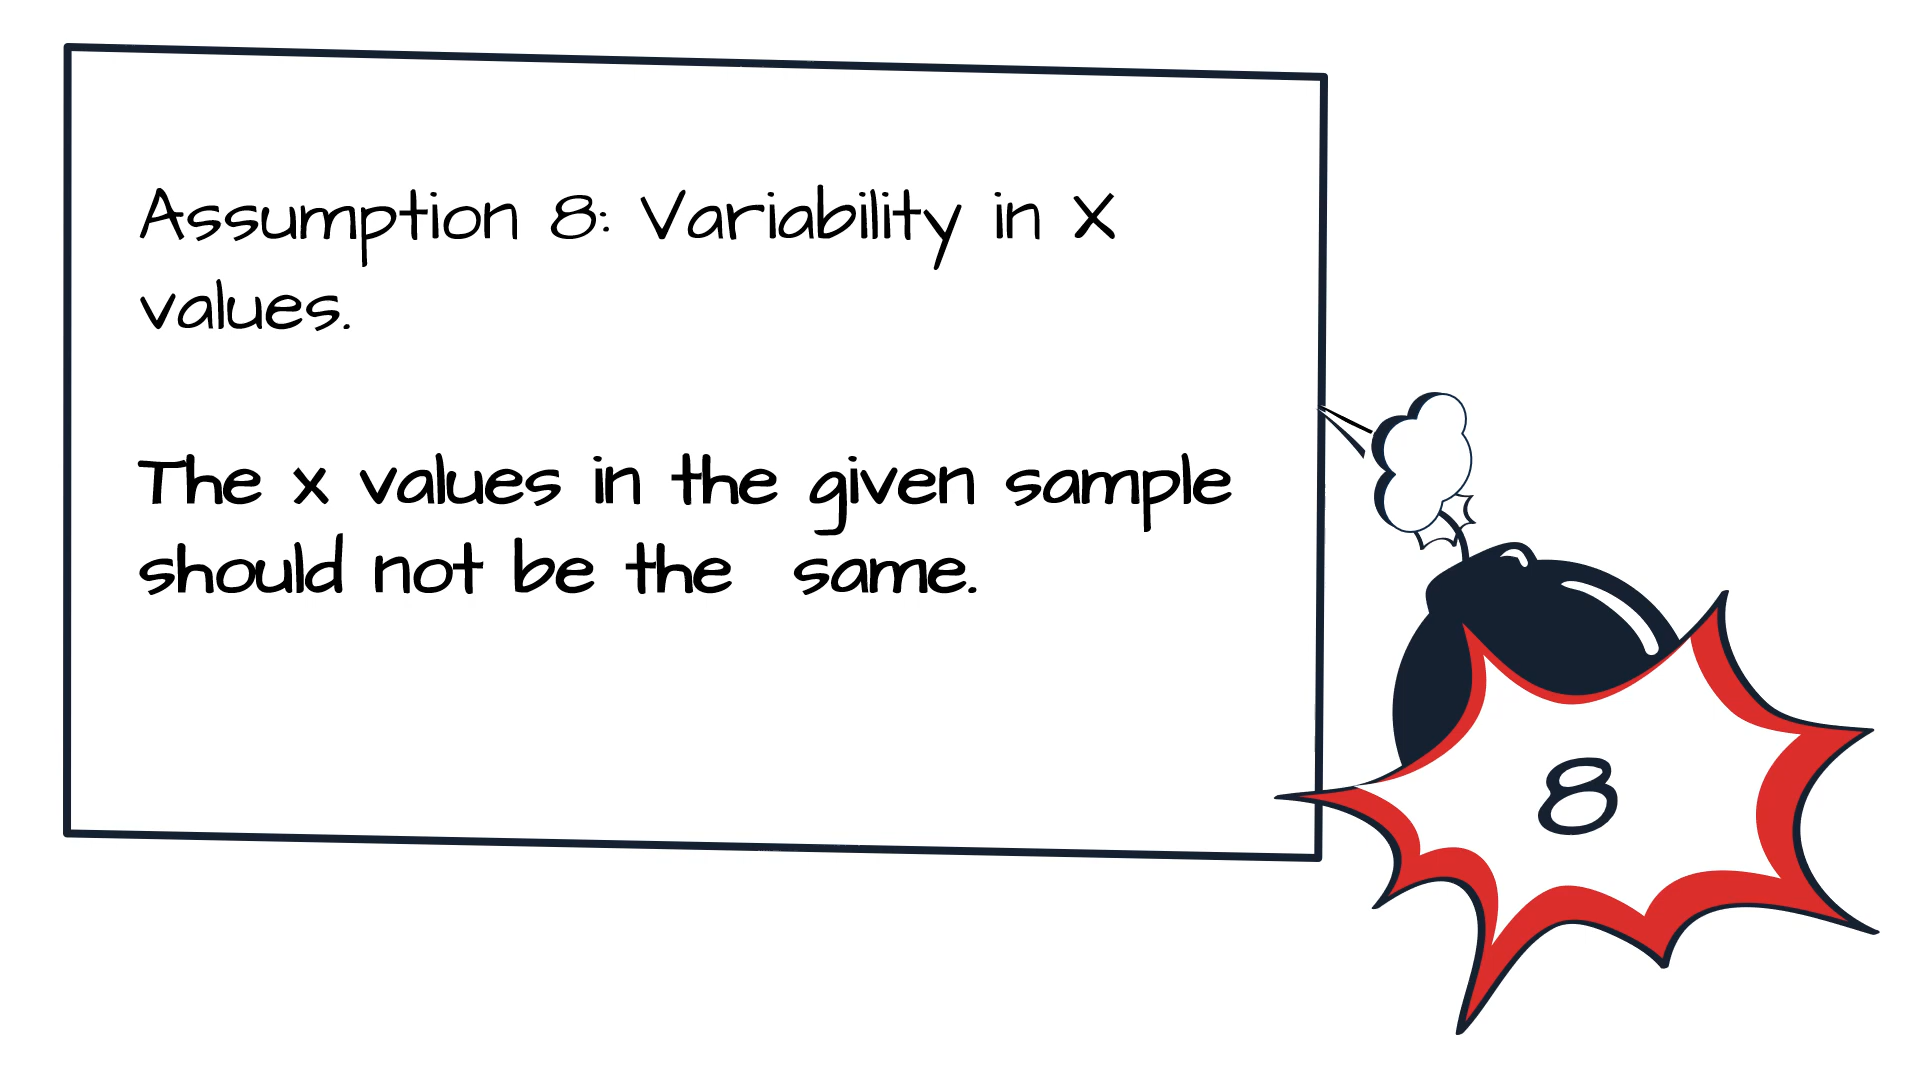 Assumption 8: Variability in X
values.
The x values in the given sample
should not be the  same.
8